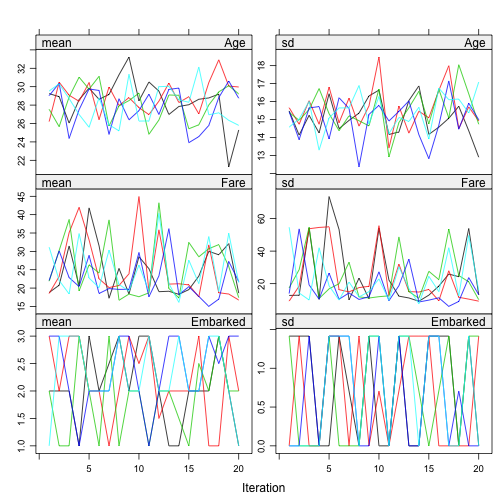 mean Age sd Age
22 24 26 28 30 32
13 14 15 16 17 18
mean Fare sd Fare
15 20 25 30 35 40 45
20 40 60
mean Embarked sd Embarked
1.0 1.5 2.0 2.5 3.0
0.0 0.5 1.0
5 10 15 20 5 10 15 20
Iteration